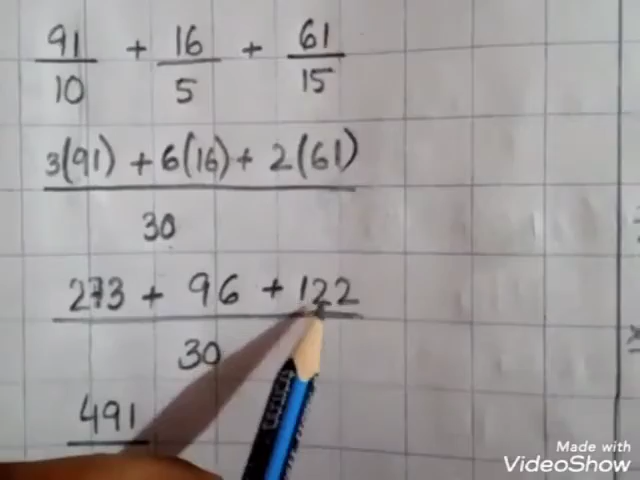 91/10 + 16/5 + 61/15
3(91) + 6(16) + 2(61)
30
273 + 96 + 122
30
491
Made with
VideoShow